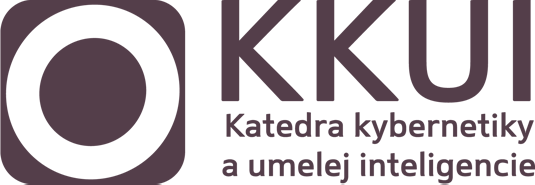 KKUI
Katedra kybernetiky
a umelej inteligencie